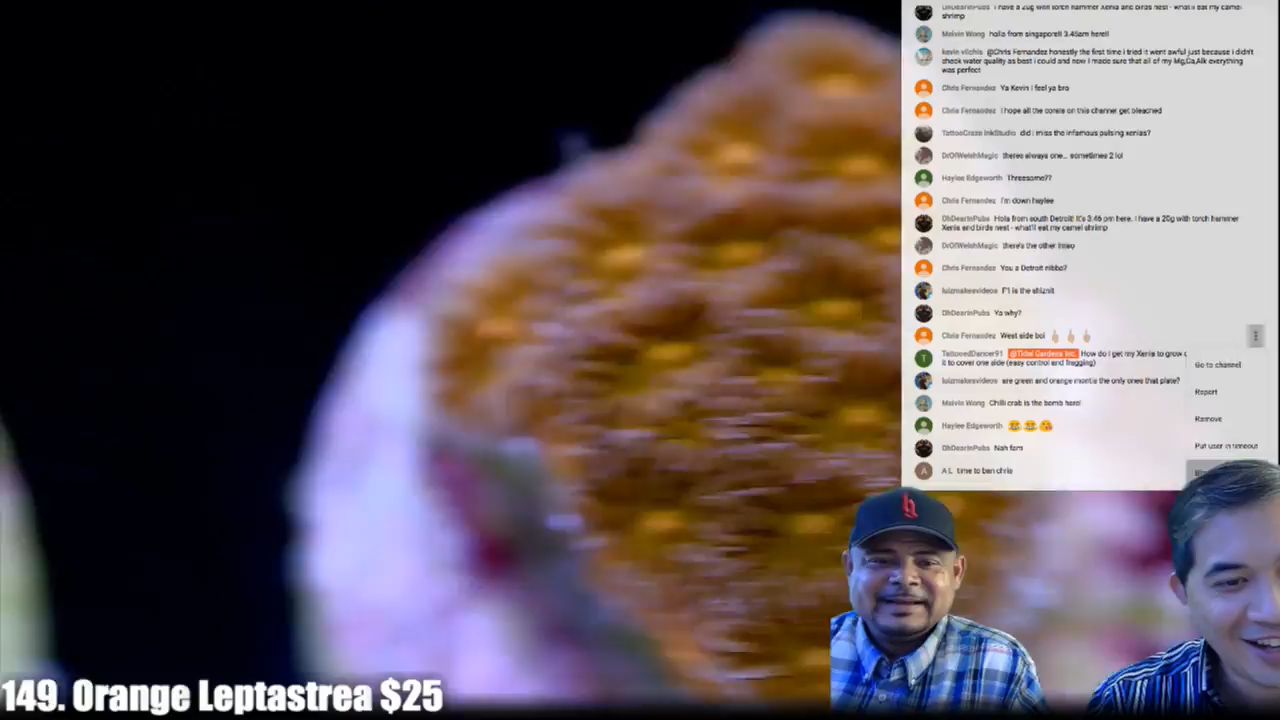 DhDearInPubs I have a 20g with torch hammer Xenia and birds nest - what'll eat my camel
shrimp
Melvin Wong holla from singapore!! 3.45am here!!
kevin vilchis @Chris Fernandez honestly the first time i tried it went awful just because i didn't
check water quality as best i could and now I made sure that all of my Mg,Ca,Alk everything
was perfect
Chris Fernandez Ya Kevin i feel ya bro
Chris Fernandez I hope all the corals on this channel get bleached
TattooCraze InkStudio did i miss the infamous pulsing xenias?
DrOfWelshMagic theres always one... sometimes 2 lol
Haylee Edgeworth Threesome??
Chris Fernandez I'm down haylee
DhDearInPubs Hola from south Detroit! It's 3.46 pm here. I have a 20g with torch hammer
Xenia and birds nest - what'll eat my camel shrimp
DrOfWelshMagic there's the other lmao
Chris Fernandez You a Detroit nibba?
luizmakesvideos F1 is the shiznit
DhDearInPubs Ya why?
Chris Fernandez West side boi
TattooedDancer91 @Tidal Gardens Inc. How do I get my Xenia to grow
it to cover one side (easy control and fragging)
luizmakesvideos are green and orange montis the only ones that plate?
Melvin Wong Chilli crab is the bomb here!
Haylee Edgeworth
DhDearInPubs Nah fam
A L time to ban chris
Go to channel
Report
Remove
Put user in timeout
149. Orange Leptastrea $25